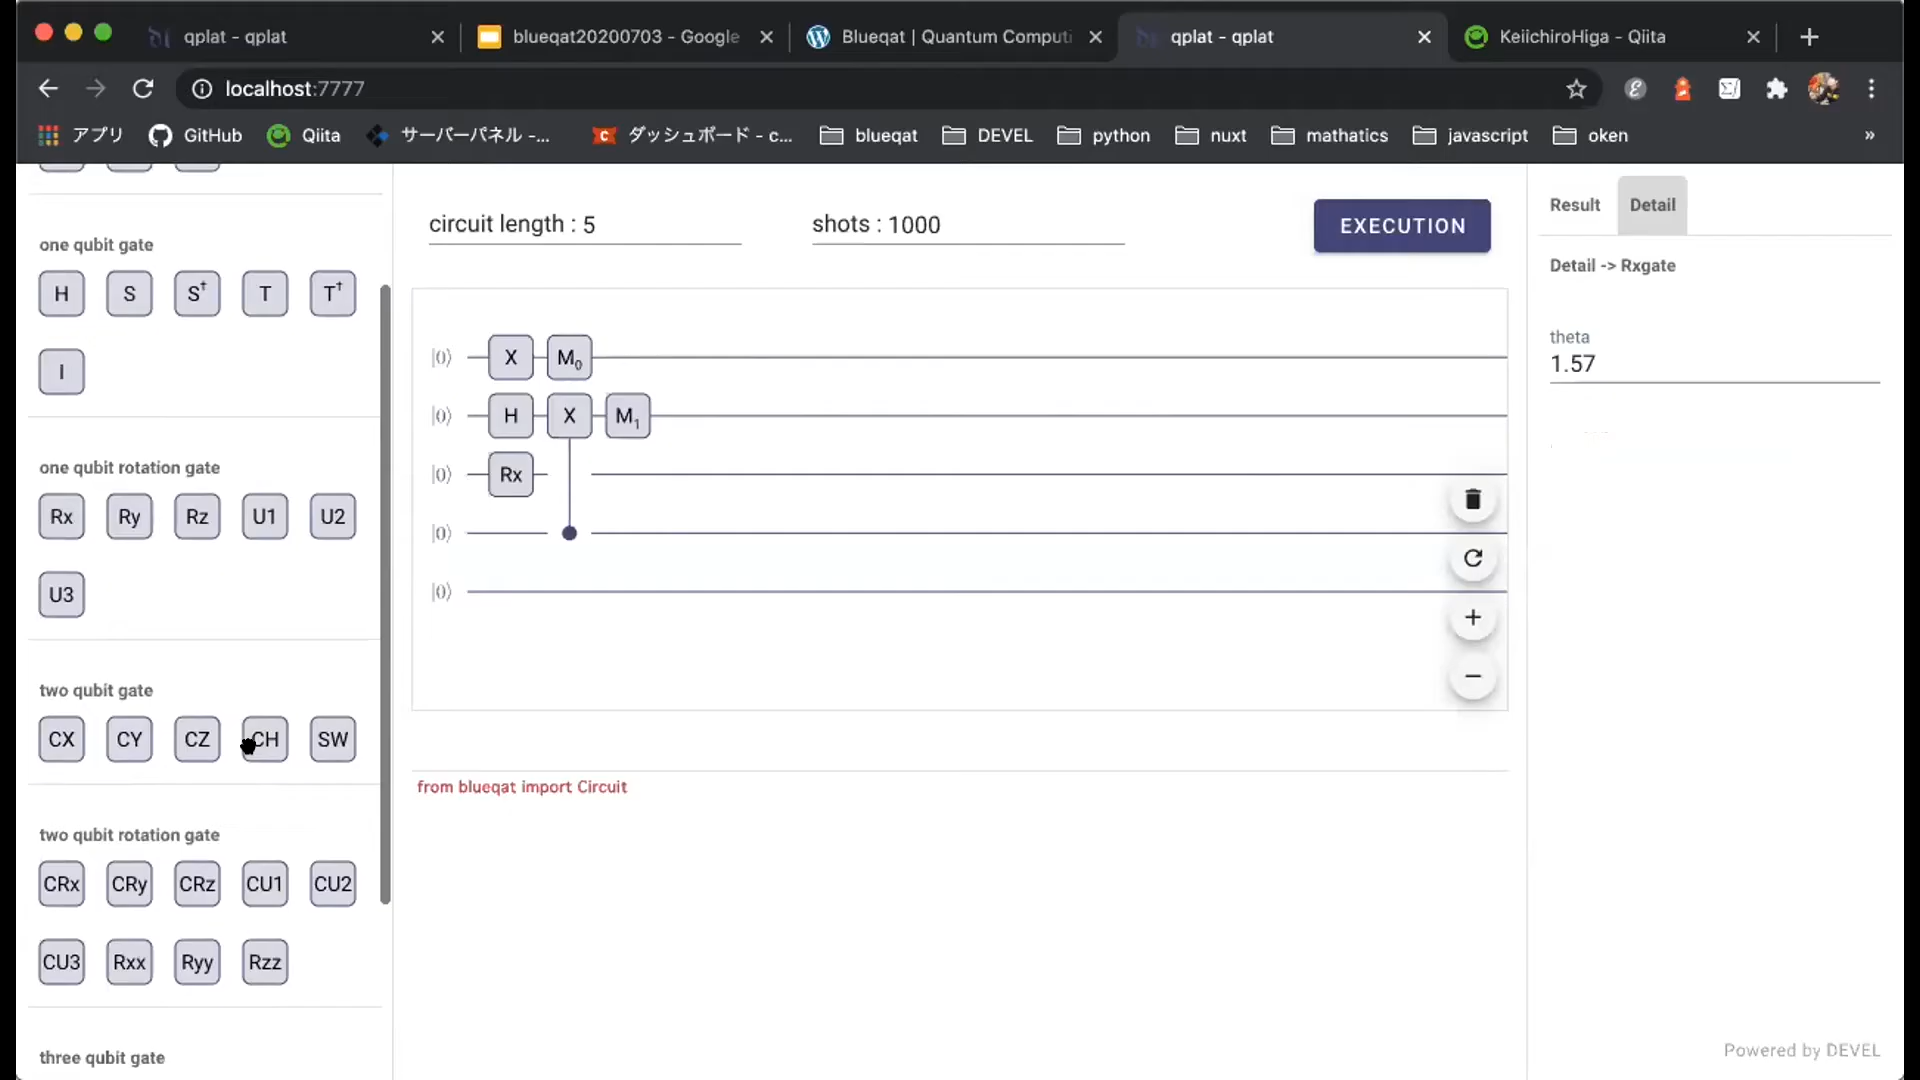 qplat - qplat
blueqat20200703 - Google
Blueqat | Quantum Computi
qplat - qplat
KeiichiroHiga - Qiita
localhost:7777
アプリ
GitHub
Qiita
サーバーパネル -...
ダッシュボード - c...
blueqat
DEVEL
python
nuxt
mathatics
javascript
oken
»
one qubit gate
H S S† T T†
I
one qubit rotation gate
Rx Ry Rz U1 U2
U3
two qubit gate
CX CY CZ CH SW
two qubit rotation gate
CRx CRy CRz CU1 CU2
CU3 Rxx Ryy Rzz
three qubit gate
circuit length : 5
shots : 1000
EXECUTION
|0⟩ X M0
|0⟩ H X M1
|0⟩ Rx
|0⟩
|0⟩
from blueqat import Circuit
Result Detail
Detail -> Rxgate
theta
1.57
Powered by DEVEL